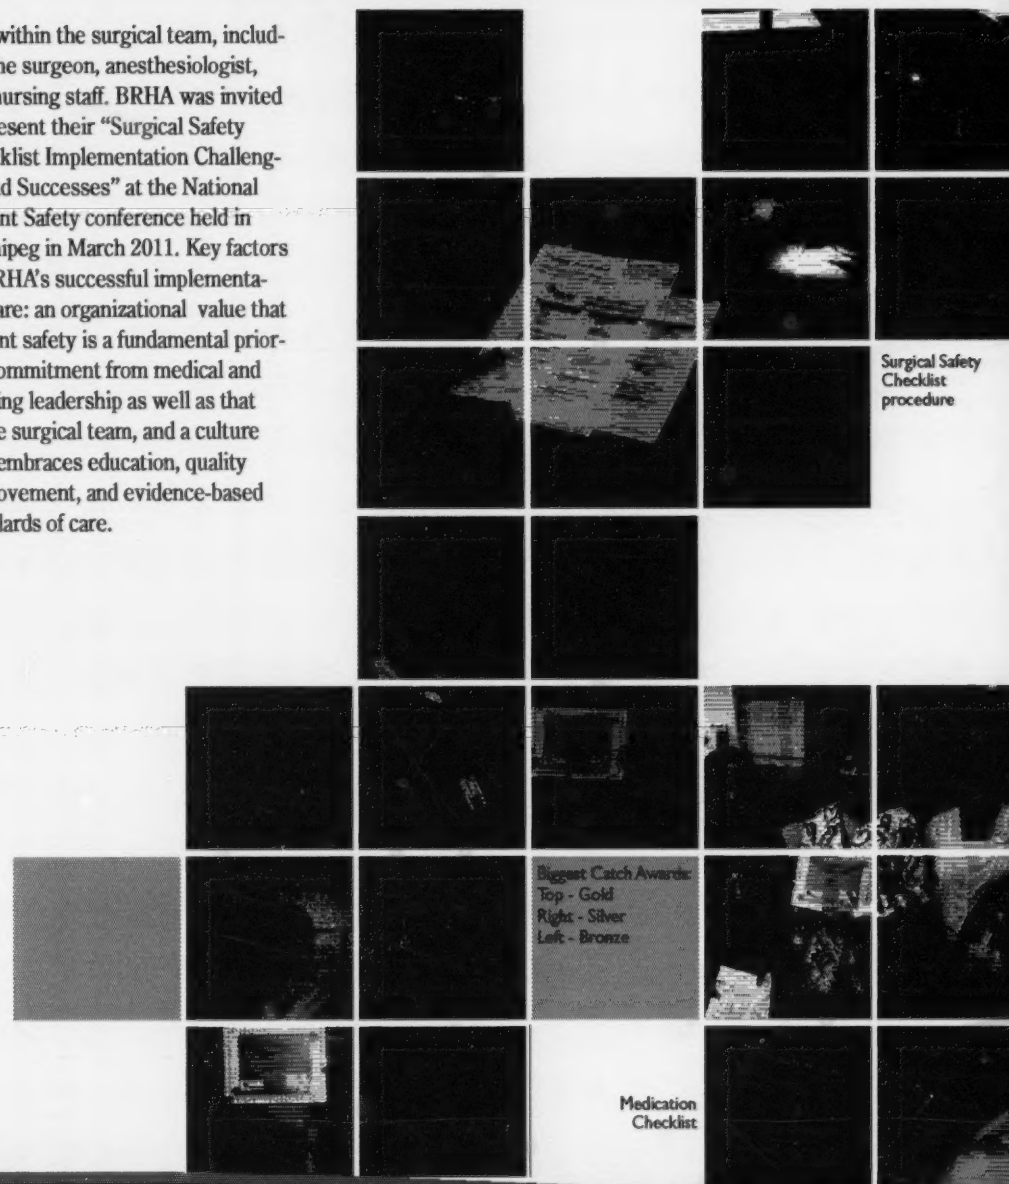 within the surgical team, includ-
ne surgeon, anesthesiologist,
nursing staff. BRHA was invited
esent their “Surgical Safety
klist Implementation Challeng-
d Successes” at the National
nt Safety conference held in
ipeg in March 2011. Key factors
RHA’s successful implementa-
are: an organizational value that
nt safety is a fundamental prior-
ommitment from medical and
ing leadership as well as that
e surgical team, and a culture
embraces education, quality
ovement, and evidence-based
lards of care.
Surgical Safety
Checklist
procedure
Biggest Catch Awards:
Top - Gold
Right - Silver
Left - Bronze
Medication
Checklist